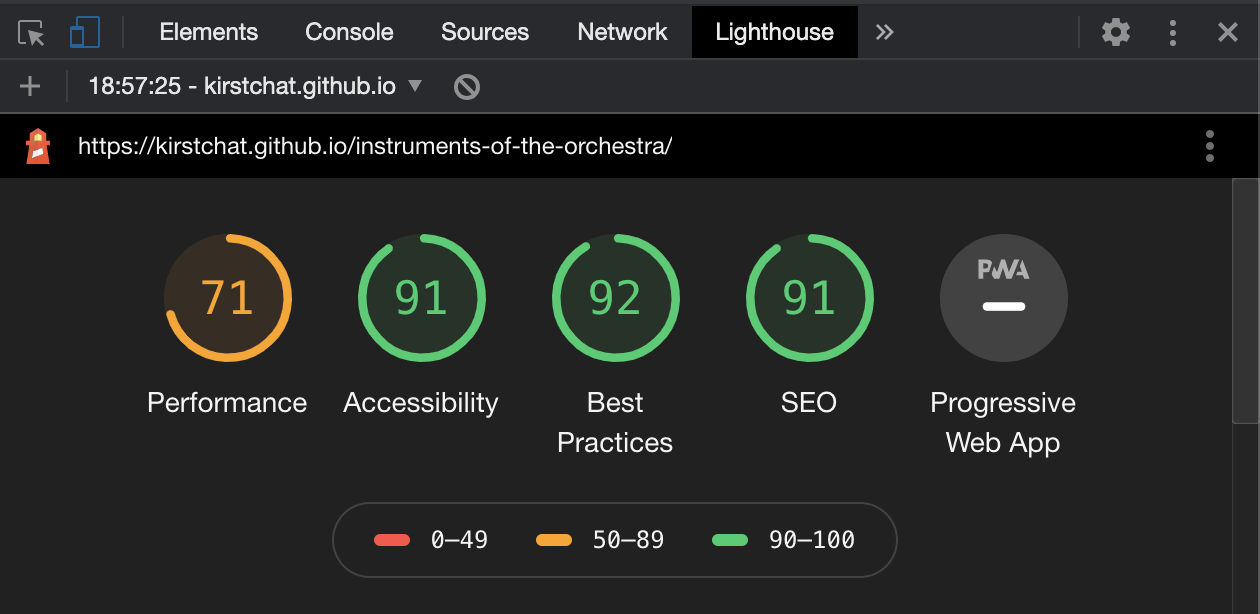 Elements Console Sources Network Lighthouse »
18:57:25 - kirstchat.github.io ▼
https://kirstchat.github.io/instruments-of-the-orchestra/
71 91 92 91 PWA
Performance Accessibility Best SEO Progressive
Practices Web App
0–49 50–89 90–100